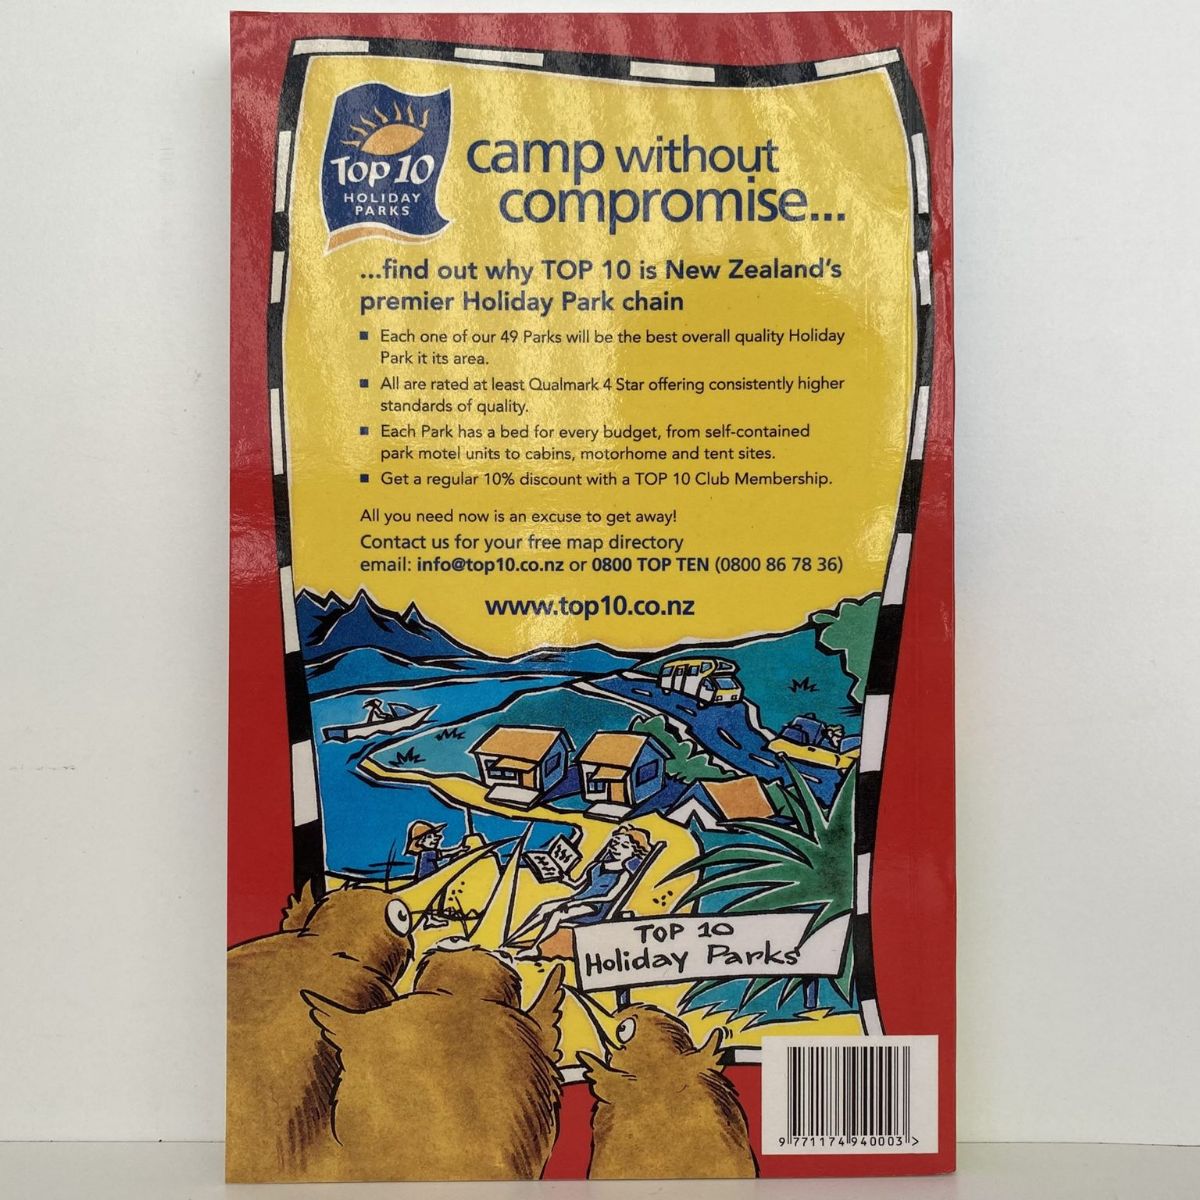 Top 10
HOLIDAY
PARKS
camp without
compromise...
...find out why TOP 10 is New Zealand's
premier Holiday Park chain
Each one of our 49 Parks will be the best overall quality Holiday
Park it its area.
All are rated at least Qualmark 4 Star offering consistently higher
standards of quality.
Each Park has a bed for every budget, from self-contained
park motel units to cabins, motorhome and tent sites.
Get a regular 10% discount with a TOP 10 Club Membership.
All you need now is an excuse to get away!
Contact us for your free map directory
email: info@top10.co.nz or 0800 TOP TEN (0800 86 78 36)
www.top10.co.nz
TOP 10
Holiday Parks
9 771174 940003 >